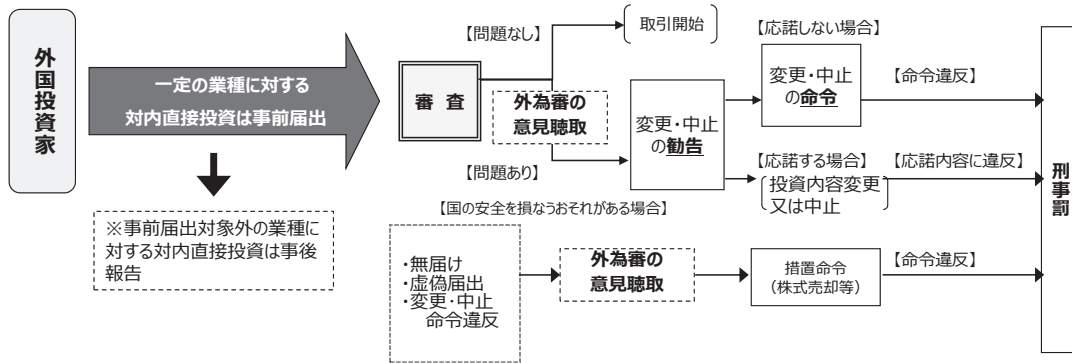 外国投資家
一定の業種に対する
対内直接投資は事前届出
※事前届出対象外の業種に
対する対内直接投資は事後
報告
審 査
【問題なし】
外為審の
意見聴取
【問題あり】
取引開始
変更・中止
の勧告
【応諾しない場合】
変更・中止
の命令
【命令違反】
【応諾する場合】
投資内容変更
又は中止
【応諾内容に違反】
【国の安全を損なうおそれがある場合】
・無届け
・虚偽届出
・変更・中止
命令違反
外為審の
意見聴取
措置命令
（株式売却等）
【命令違反】
刑事罰